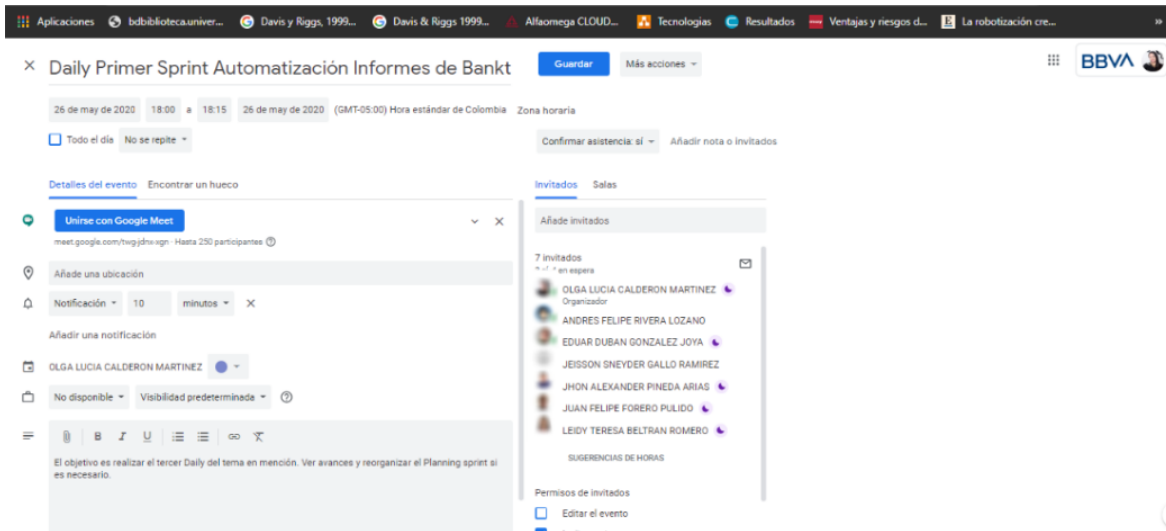 Aplicaciones bdbiblioteca.univer... Davis y Riggs, 1999... Davis & Riggs 1999... Alfaomega CLOUD... Tecnologias Resultados Ventajas y riesgos d... La robotización cre... »
× Daily Primer Sprint Automatización Informes de Bankt Guardar Más acciones BBVA
26 de may de 2020 18:00 a 18:15 26 de may de 2020 (GMT-05:00) Hora estándar de Colombia Zona horaria
Todo el día No se repite
Confirmar asistencia: sí Añadir nota o invitados
Detalles del evento Encontrar un hueco
Invitados Salas
Unirse con Google Meet
meet.google.com/twg-jdnv-xgn · Hasta 250 participantes
Añade una ubicación
Notificación 10 minutos
Añadir una notificación
OLGA LUCIA CALDERON MARTINEZ
No disponible Visibilidad predeterminada
B I U
El objetivo es realizar el tercer Daily del tema en mención. Ver avances y reorganizar el Planning sprint si
es necesario.
Añade invitados
7 invitados
en espera
OLGA LUCIA CALDERON MARTINEZ
Organizador
ANDRES FELIPE RIVERA LOZANO
EDUAR DUBAN GONZALEZ JOYA
JEISSON SNEYDER GALLO RAMIREZ
JHON ALEXANDER PINEDA ARIAS
JUAN FELIPE FORERO PULIDO
LEIDY TERESA BELTRAN ROMERO
SUGERENCIAS DE HORAS
Permisos de invitados
Editar el evento